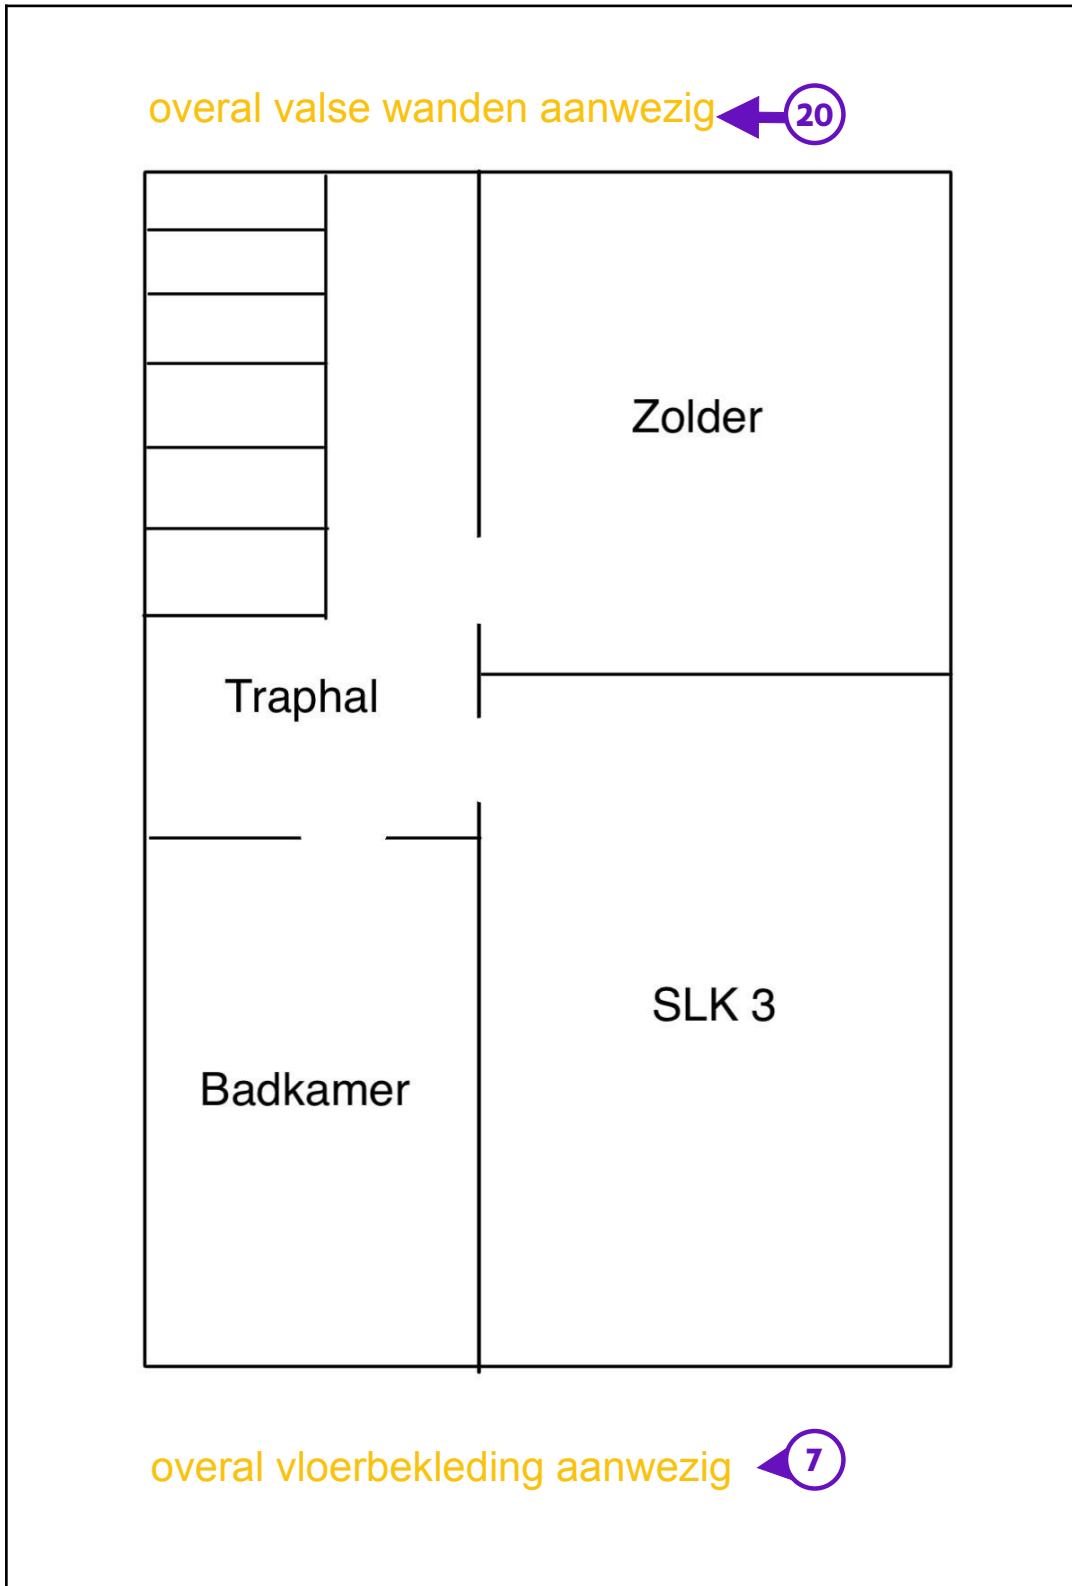 overal valse wanden aanwezig 20
Zolder
Traphal
SLK 3
Badkamer
overal vloerbekleding aanwezig 7